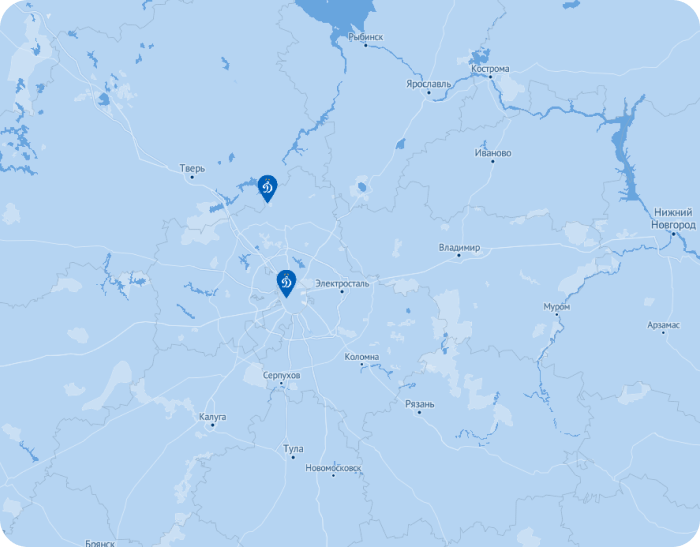 Рыбинск
Кострома
Ярославль
Иваново
Тверь
Д
Нижний
Новгород
Владимир
Д
Электросталь
Муром
Арзамас
Коломна
Серпухов
Рязань
Калуга
Тула
Новомосковск
Брянск